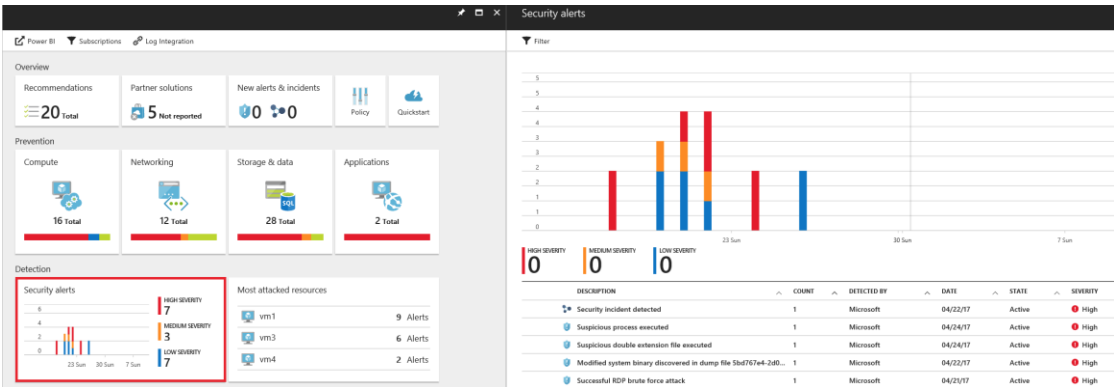 Security alerts
Power BI Subscriptions Log Integration
Overview
Recommendations
20 Total
Partner solutions
5 Not reported
New alerts & incidents
0 0
Policy
Quickstart
Prevention
Compute
16 Total
Networking
12 Total
Storage & data
SQL
28 Total
Applications
2 Total
Detection
Security alerts
6
4
2
0
23 Sun 30 Sun 7 Sun
HIGH SEVERITY
7
MEDIUM SEVERITY
3
LOW SEVERITY
7
Most attacked resources
vm1 9 Alerts
vm3 6 Alerts
vm4 2 Alerts
Filter
5
5
4
4
3
3
2
2
1
1
0
23 Sun 30 Sun 7 Sun
HIGH SEVERITY
0
MEDIUM SEVERITY
0
LOW SEVERITY
0
DESCRIPTION COUNT DETECTED BY DATE STATE SEVERITY
Security incident detected 1 Microsoft 04/22/17 Active High
Suspicious process executed 1 Microsoft 04/24/17 Active High
Suspicious double extension file executed 1 Microsoft 04/24/17 Active High
Modified system binary discovered in dump file 5bd767e4-2d0... 1 Microsoft 04/22/17 Active High
Successful RDP brute force attack 1 Microsoft 04/21/17 Active High